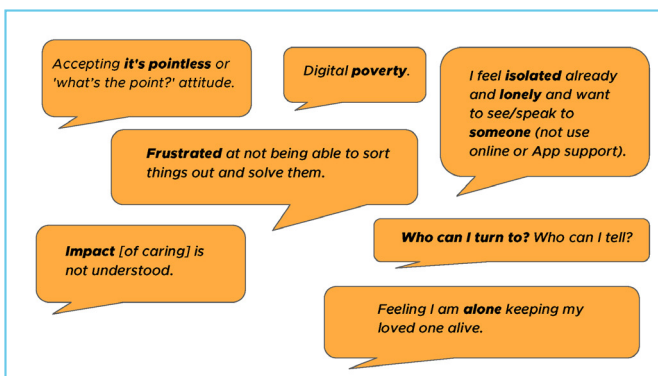 Accepting it's pointless or
'what's the point?' attitude.
Digital poverty.
I feel isolated already
and lonely and want
to see/speak to
someone (not use
online or App support).
Frustrated at not being able to sort
things out and solve them.
Who can I turn to? Who can I tell?
Impact [of caring] is
not understood.
Feeling I am alone keeping my
loved one alive.